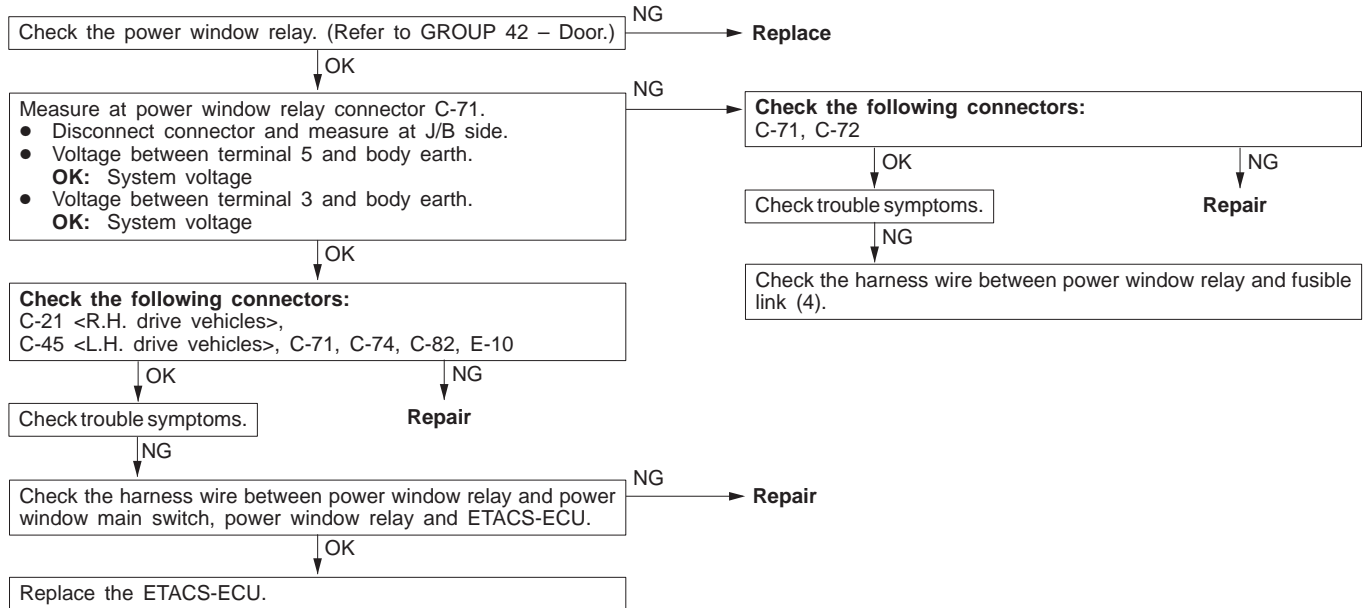 Check the power window relay. (Refer to GROUP 42 – Door.)
NG
Replace
OK
Measure at power window relay connector C-71.
● Disconnect connector and measure at J/B side.
● Voltage between terminal 5 and body earth.
OK: System voltage
● Voltage between terminal 3 and body earth.
OK: System voltage
NG
Check the following connectors:
C-71, C-72
OK
NG
Check trouble symptoms.
Repair
NG
Check the harness wire between power window relay and fusible
link (4).
OK
Check the following connectors:
C-21 <R.H. drive vehicles>,
C-45 <L.H. drive vehicles>, C-71, C-74, C-82, E-10
OK
NG
Check trouble symptoms.
Repair
NG
Check the harness wire between power window relay and power
window main switch, power window relay and ETACS-ECU.
NG
Repair
OK
Replace the ETACS-ECU.